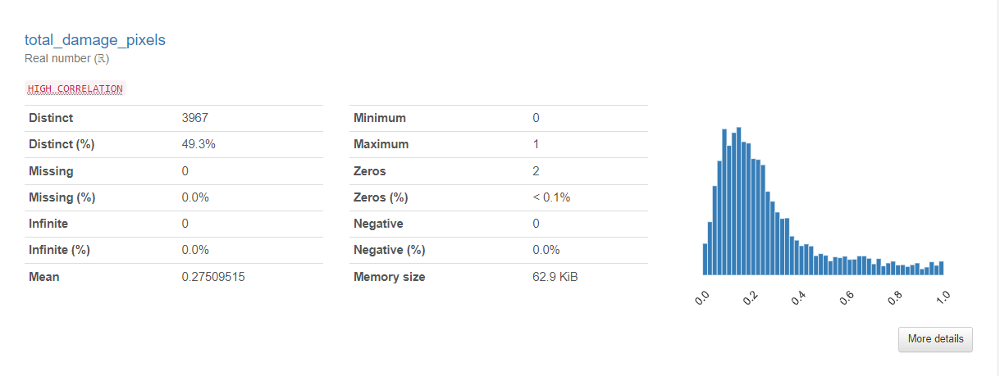 total_damage_pixels
Real number (ℝ)
HIGH CORRELATION
Distinct 3967
Distinct (%) 49.3%
Missing 0
Missing (%) 0.0%
Infinite 0
Infinite (%) 0.0%
Mean 0.27509515
Minimum 0
Maximum 1
Zeros 2
Zeros (%) < 0.1%
Negative 0
Negative (%) 0.0%
Memory size 62.9 KiB
0.0 0.2 0.4 0.6 0.8 1.0
More details